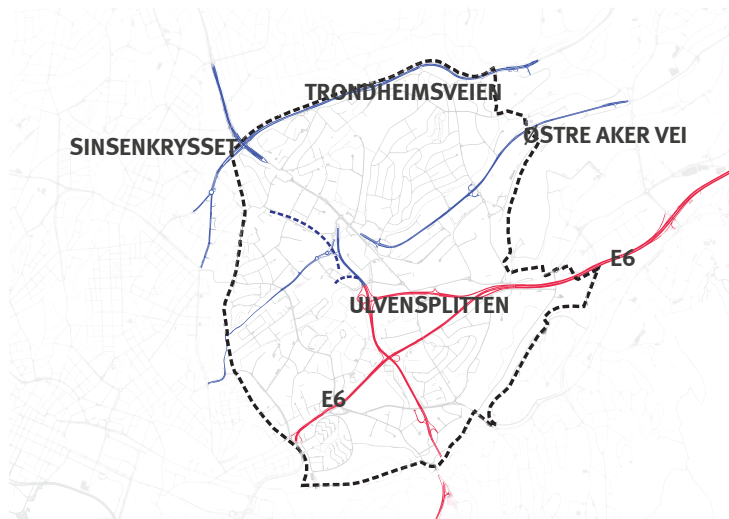 TRONDHEIMSVEIEN
ØSTRE AKER VEI
SINSENKRYSSET
E6
ULVENSPLITTEN
E6